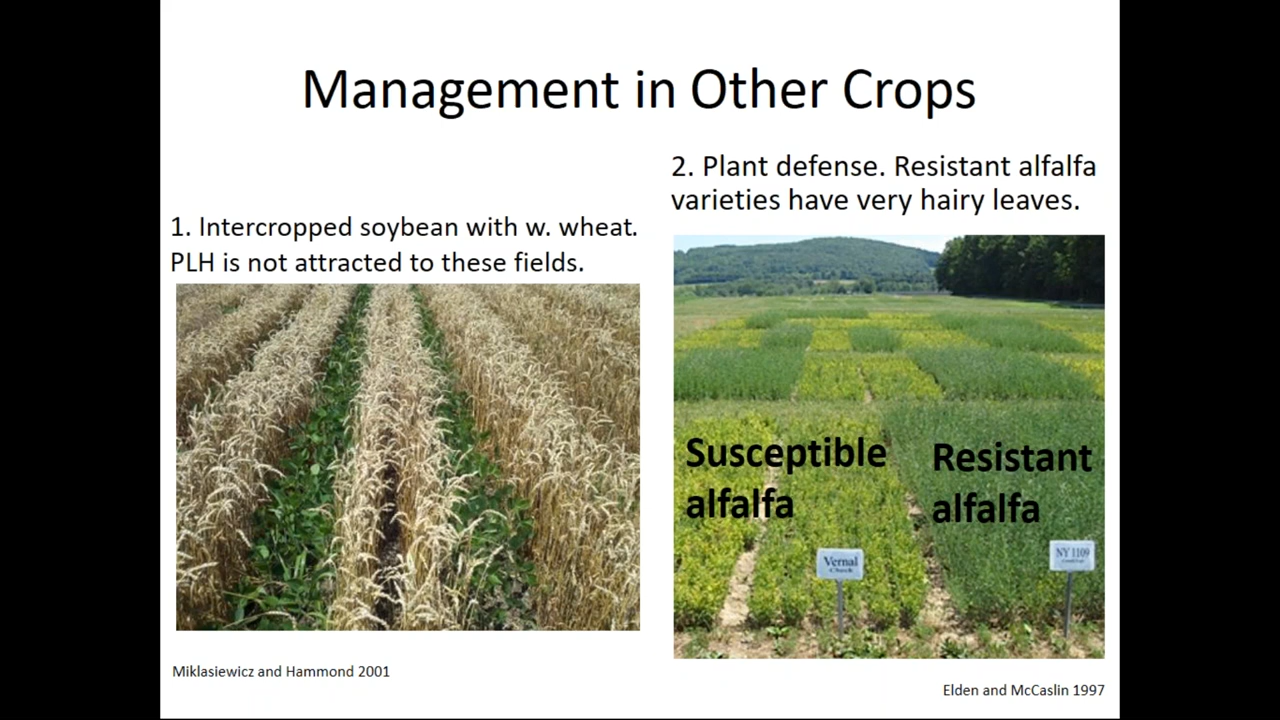 Management in Other Crops
1. Intercropped soybean with w. wheat.
PLH is not attracted to these fields.
2. Plant defense. Resistant alfalfa
varieties have very hairy leaves.
Susceptible
alfalfa
Resistant
alfalfa
Vernal
Check
NY 1109
Miklasiewicz and Hammond 2001
Elden and McCaslin 1997